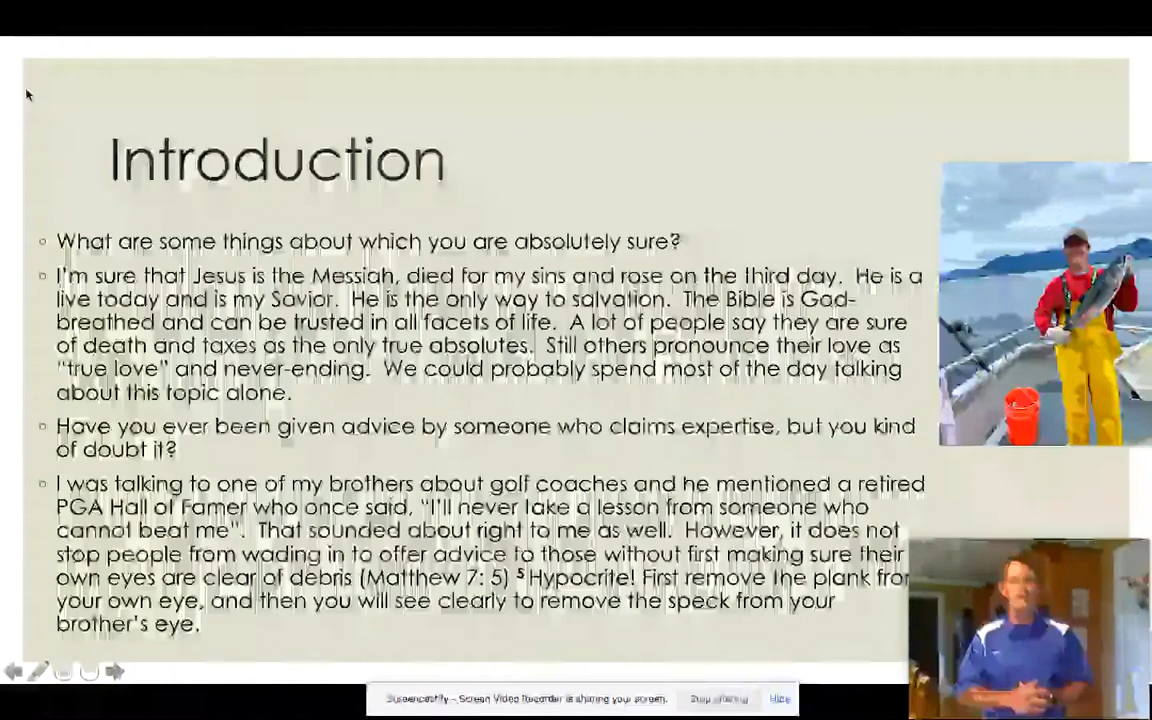 Introduction
What are some things about which you are absolutely sure?
I'm sure that Jesus is the Messiah, died for my sins and rose on the third day. He is a
live today and is my Savior. He is the only way to salvation. The Bible is God-
breathed and can be trusted in all facets of life. A lot of people say they are sure
of death and taxes as the only true absolutes. Still others pronounce their love as
"true love" and never-ending. We could probably spend most of the day talking
about this topic alone.
Have you ever been given advice by someone who claims expertise, but you kind
of doubt it?
I was talking to one of my brothers about golf coaches and he mentioned a retired
PGA Hall of Famer who once said, "I'll never take a lesson from someone who
cannot beat me". That sounded about right to me as well. However, it does not
stop people from wading in to offer advice to those without first making sure their
own eyes are clear of debris (Matthew 7: 5) ⁵ Hypocrite! First remove the plank from
your own eye, and then you will see clearly to remove the speck from your
brother's eye.
Screencastify - Screen Video Recorder is sharing your screen. Stop sharing Hide